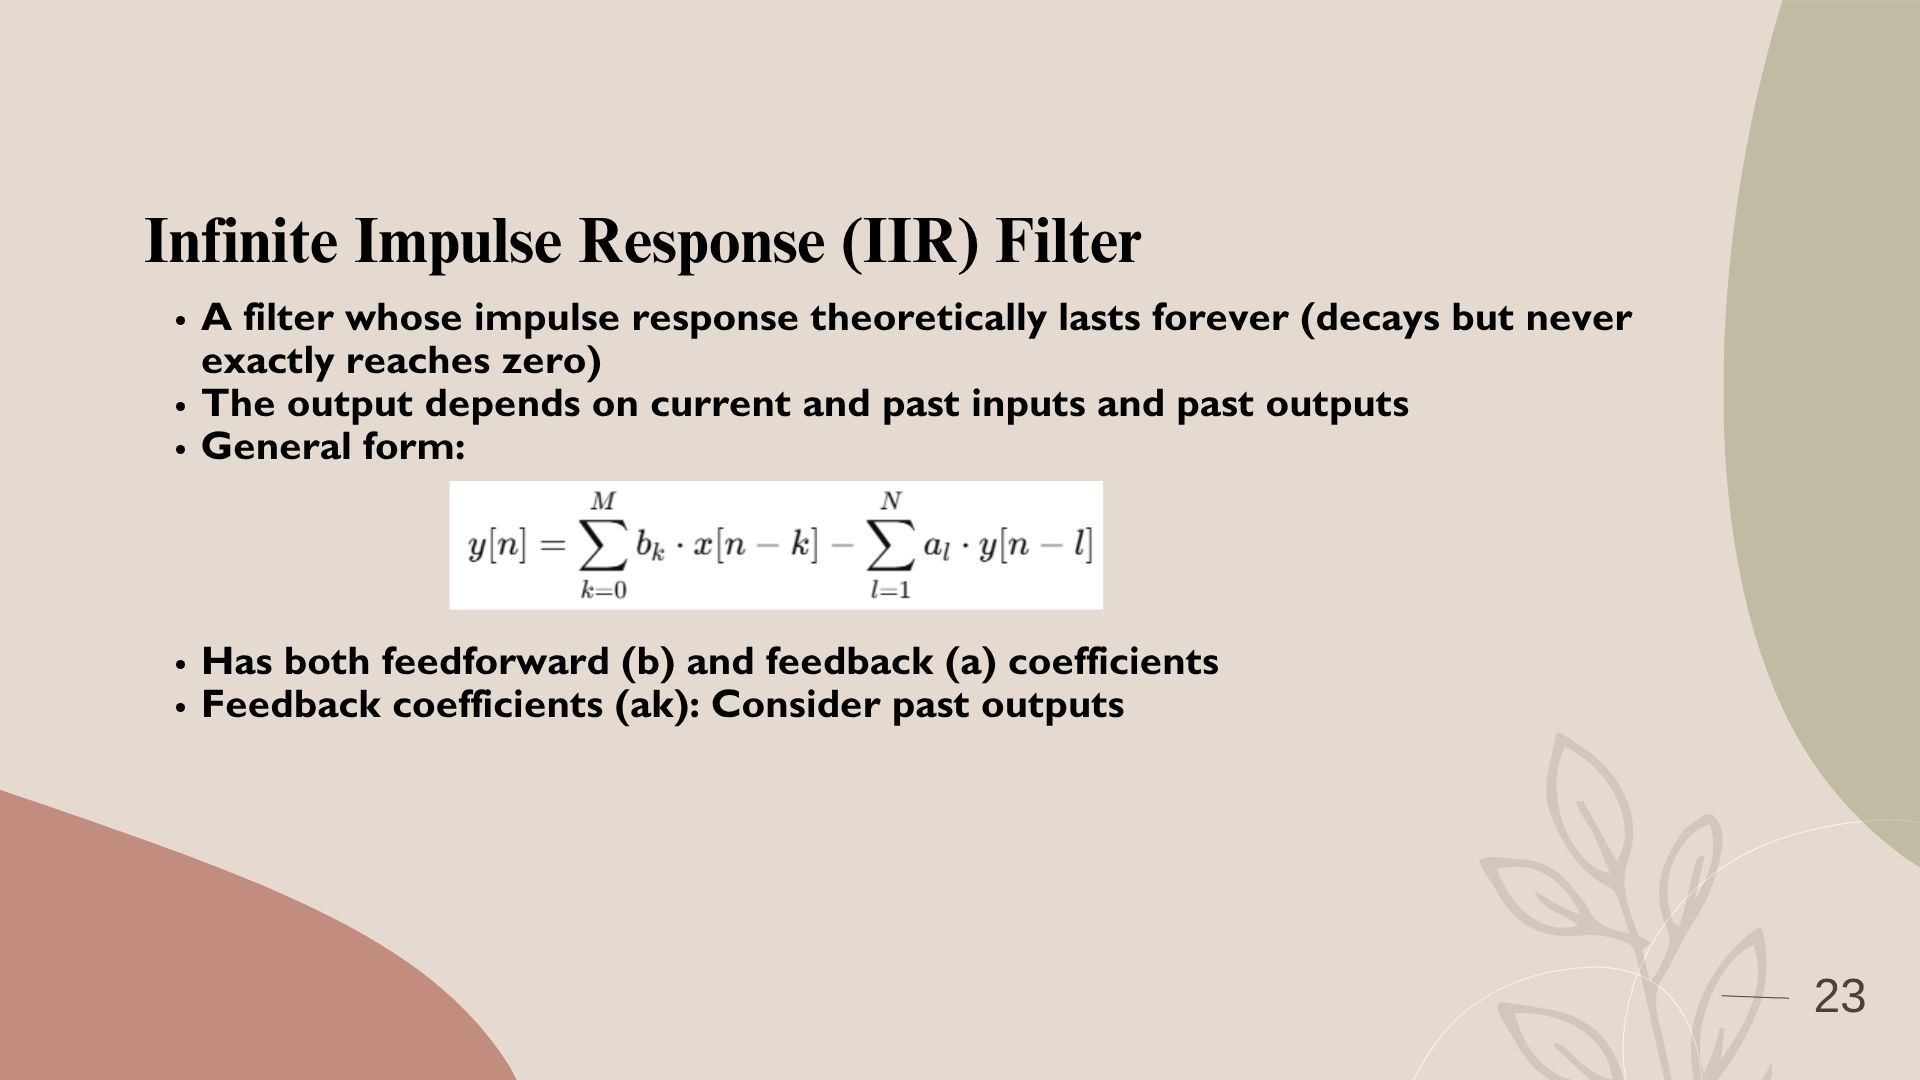 Infinite Impulse Response (IIR) Filter
• A filter whose impulse response theoretically lasts forever (decays but never
exactly reaches zero)
• The output depends on current and past inputs and past outputs
• General form:
y[n] = \sum_{k=0}^{M} b_k · x[n − k] − \sum_{l=1}^{N} a_l · y[n − l]
• Has both feedforward (b) and feedback (a) coefficients
• Feedback coefficients (ak): Consider past outputs
23